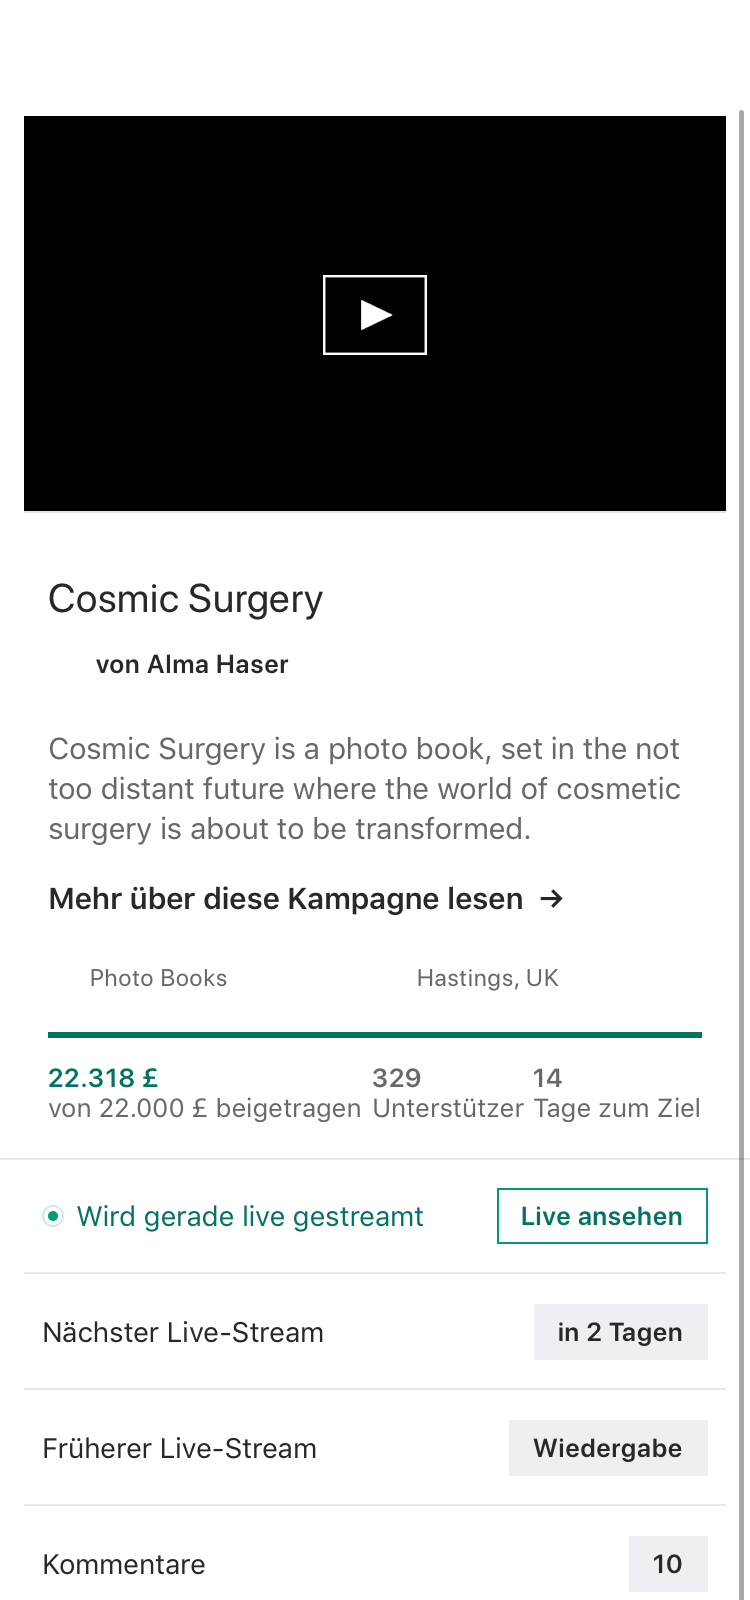 Cosmic Surgery
von Alma Haser
Cosmic Surgery is a photo book, set in the not
too distant future where the world of cosmetic
surgery is about to be transformed.
Mehr über diese Kampagne lesen →
Photo Books
Hastings, UK
22.318 £
von 22.000 £ beigetragen
329
Unterstützer
14
Tage zum Ziel
Wird gerade live gestreamt
Live ansehen
Nächster Live-Stream
in 2 Tagen
Früherer Live-Stream
Wiedergabe
Kommentare
10